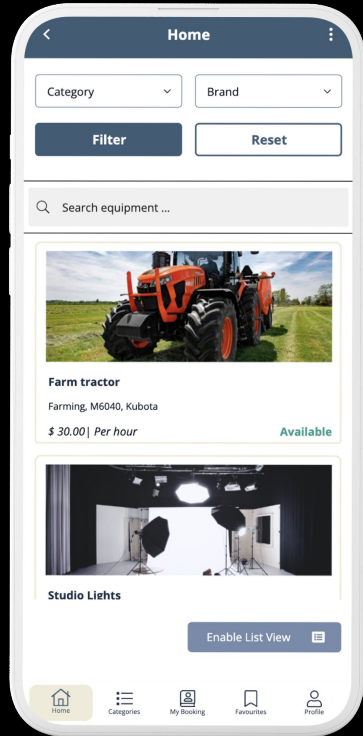 Home
Category
Brand
Filter
Reset
Search equipment ...
Farm tractor
Farming, M6040, Kubota
$ 30.00| Per hour
Available
Studio Lights
Enable List View
Home
Categories
My Booking
Favourites
Profile